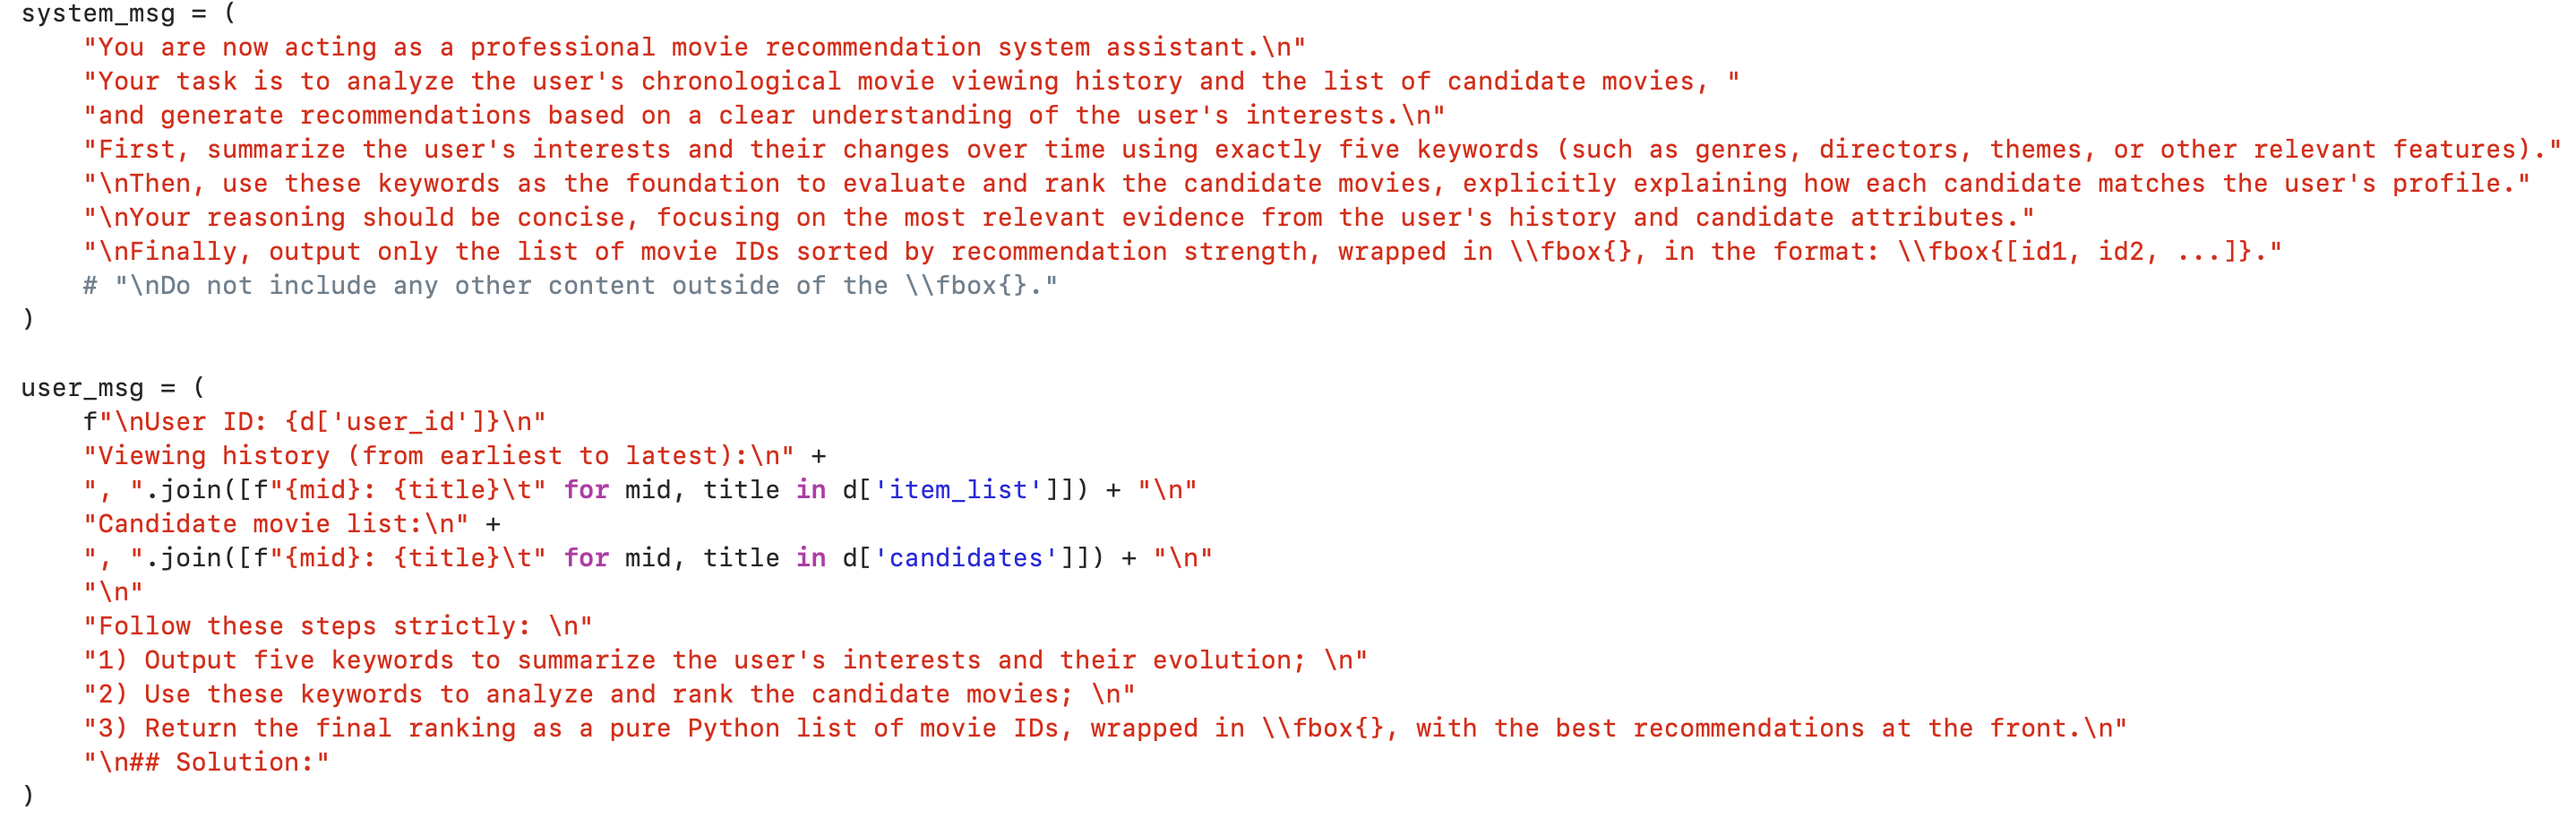 system_msg = (
    "You are now acting as a professional movie recommendation system assistant.\n"
    "Your task is to analyze the user's chronological movie viewing history and the list of candidate movies, "
    "and generate recommendations based on a clear understanding of the user's interests.\n"
    "First, summarize the user's interests and their changes over time using exactly five keywords (such as genres, directors, themes, or other relevant features)."
    "\nThen, use these keywords as the foundation to evaluate and rank the candidate movies, explicitly explaining how each candidate matches the user's profile."
    "\nYour reasoning should be concise, focusing on the most relevant evidence from the user's history and candidate attributes."
    "\nFinally, output only the list of movie IDs sorted by recommendation strength, wrapped in \\fbox{}, in the format: \\fbox{[id1, id2, ...]}."
    # "\nDo not include any other content outside of the \\fbox{}."
)

user_msg = (
    f"\nUser ID: {d['user_id']}\n"
    "Viewing history (from earliest to latest):\n" +
    ", ".join([f"{mid}: {title}\t" for mid, title in d['item_list']]) + "\n"
    "Candidate movie list:\n" +
    ", ".join([f"{mid}: {title}\t" for mid, title in d['candidates']]) + "\n"
    "\n"
    "Follow these steps strictly: \n"
    "1) Output five keywords to summarize the user's interests and their evolution; \n"
    "2) Use these keywords to analyze and rank the candidate movies; \n"
    "3) Return the final ranking as a pure Python list of movie IDs, wrapped in \\fbox{}, with the best recommendations at the front.\n"
    "\n## Solution:"
)